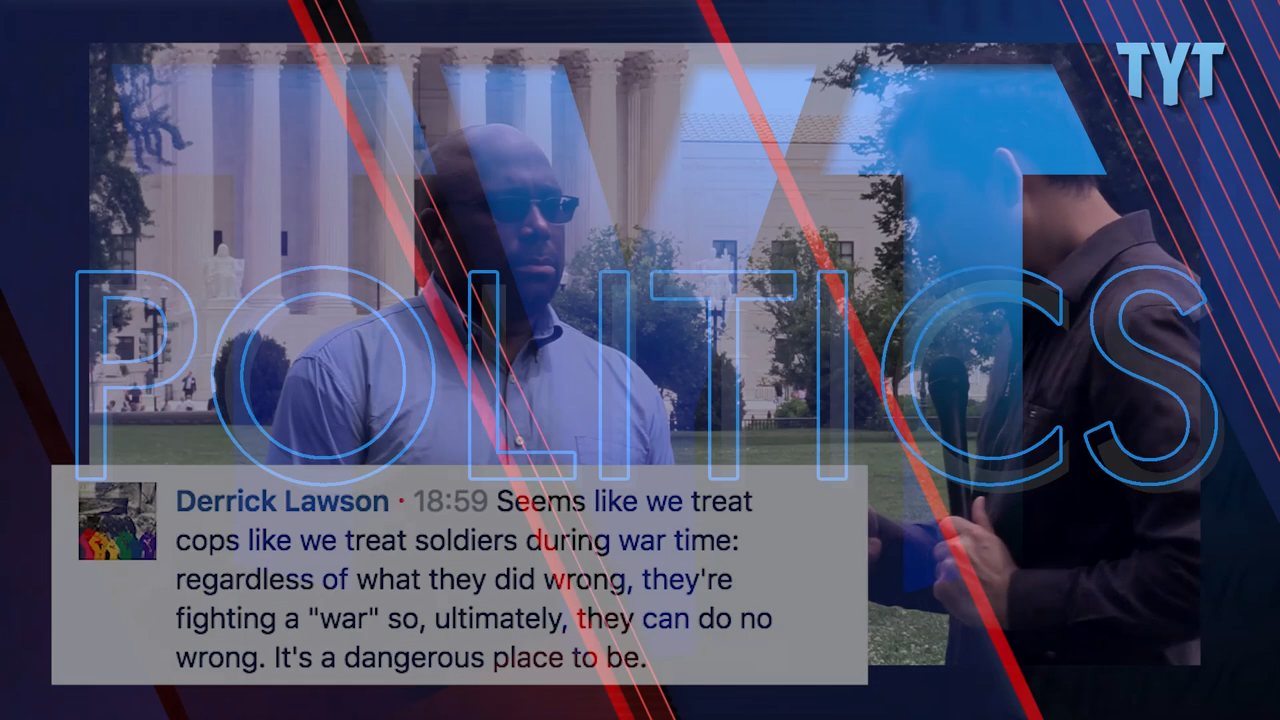 TYT
TYT
POLITICS
Derrick Lawson · 18:59 Seems like we treat
cops like we treat soldiers during war time:
regardless of what they did wrong, they're
fighting a "war" so, ultimately, they can do no
wrong. It's a dangerous place to be.